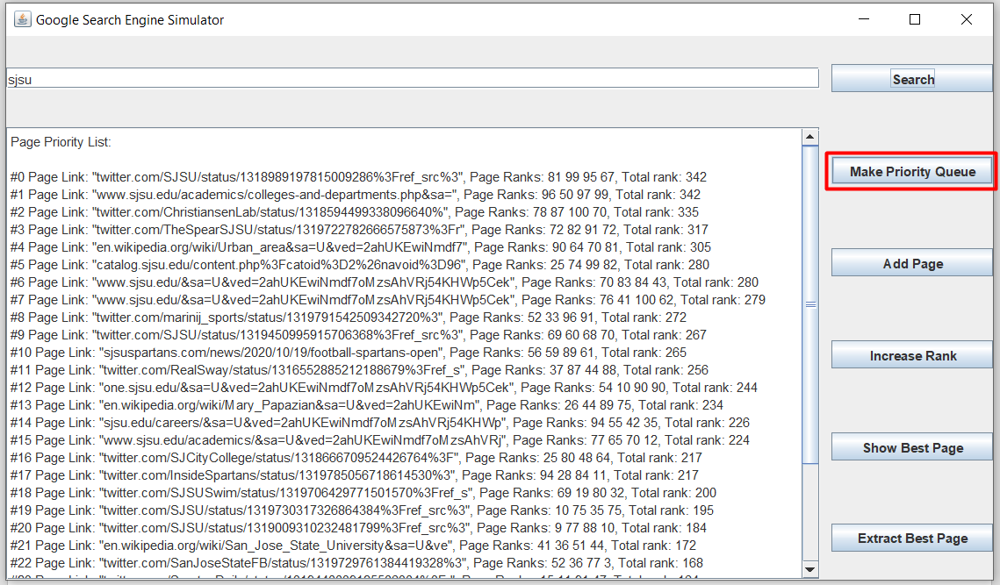 Google Search Engine Simulator
sjsu
Search
Page Priority List:
#0 Page Link: "twitter.com/SJSU/status/1318989197815009286%3Fref_src%3", Page Ranks: 81 99 95 67, Total rank: 342
#1 Page Link: "www.sjsu.edu/academics/colleges-and-departments.php&sa=", Page Ranks: 96 50 97 99, Total rank: 342
#2 Page Link: "twitter.com/ChristiansenLab/status/1318594499338096640%", Page Ranks: 78 87 100 70, Total rank: 335
#3 Page Link: "twitter.com/TheSpearSJSU/status/1319722782666575873%3Fr", Page Ranks: 72 82 91 72, Total rank: 317
#4 Page Link: "en.wikipedia.org/wiki/Urban_area&sa=U&ved=2ahUKEwiNmdf7", Page Ranks: 90 64 70 81, Total rank: 305
#5 Page Link: "catalog.sjsu.edu/content.php%3Fcatoid%3D2%26navoid%3D96", Page Ranks: 25 74 99 82, Total rank: 280
#6 Page Link: "www.sjsu.edu/&sa=U&ved=2ahUKEwiNmdf7oMzsAhVRj54KHWp5Cek", Page Ranks: 70 83 84 43, Total rank: 280
#7 Page Link: "www.sjsu.edu/&sa=U&ved=2ahUKEwiNmdf7oMzsAhVRj54KHWp5Cek", Page Ranks: 76 41 100 62, Total rank: 279
#8 Page Link: "twitter.com/marinij_sports/status/1319791542509342720%3", Page Ranks: 52 33 96 91, Total rank: 272
#9 Page Link: "twitter.com/SJSU/status/1319450995915706368%3Fref_src%3", Page Ranks: 69 60 68 70, Total rank: 267
#10 Page Link: "sjsuspartans.com/news/2020/10/19/football-spartans-open", Page Ranks: 56 59 89 61, Total rank: 265
#11 Page Link: "twitter.com/RealSway/status/1316552885212188679%3Fref_s", Page Ranks: 37 87 44 88, Total rank: 256
#12 Page Link: "one.sjsu.edu/&sa=U&ved=2ahUKEwiNmdf7oMzsAhVRj54KHWp5Cek", Page Ranks: 54 10 90 90, Total rank: 244
#13 Page Link: "en.wikipedia.org/wiki/Mary_Papazian&sa=U&ved=2ahUKEwiNm", Page Ranks: 26 44 89 75, Total rank: 234
#14 Page Link: "sjsu.edu/careers/&sa=U&ved=2ahUKEwiNmdf7oMzsAhVRj54KHWp", Page Ranks: 94 55 42 35, Total rank: 226
#15 Page Link: "www.sjsu.edu/academics/&sa=U&ved=2ahUKEwiNmdf7oMzsAhVRj", Page Ranks: 77 65 70 12, Total rank: 224
#16 Page Link: "twitter.com/SJCityCollege/status/1318666709524426764%3F", Page Ranks: 25 80 48 64, Total rank: 217
#17 Page Link: "twitter.com/InsideSpartans/status/1319785056718614530%3", Page Ranks: 94 28 84 11, Total rank: 217
#18 Page Link: "twitter.com/SJSUSwim/status/1319706429771501570%3Fref_s", Page Ranks: 69 19 80 32, Total rank: 200
#19 Page Link: "twitter.com/SJSU/status/1319730317326864384%3Fref_src%3", Page Ranks: 10 75 35 75, Total rank: 195
#20 Page Link: "twitter.com/SJSU/status/1319009310232481799%3Fref_src%3", Page Ranks: 9 77 88 10, Total rank: 184
#21 Page Link: "en.wikipedia.org/wiki/San_Jose_State_University&sa=U&ve", Page Ranks: 41 36 51 44, Total rank: 172
#22 Page Link: "twitter.com/SanJoseStateFB/status/1319729761384419328%3", Page Ranks: 52 36 77 3, Total rank: 168
Make Priority Queue
Add Page
Increase Rank
Show Best Page
Extract Best Page